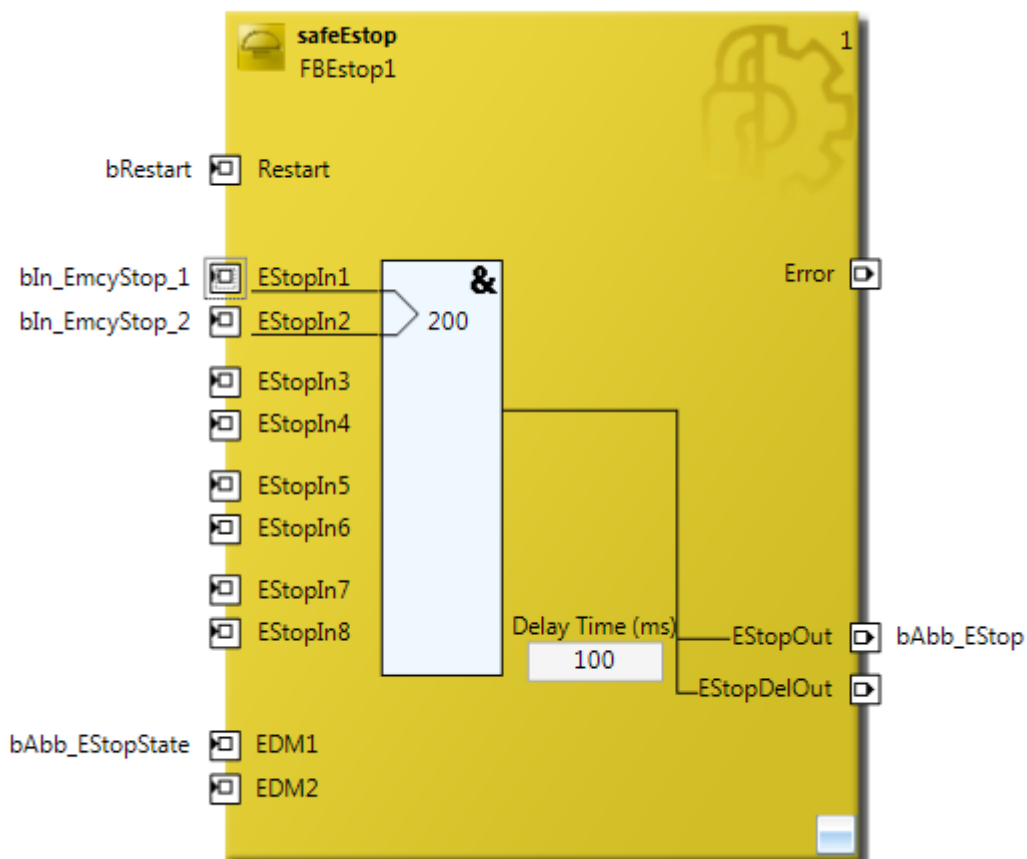 safeEstop
1
FBEstop1
bRestart Restart
bIn_EmcyStop_1 EStopIn1 & Error
bIn_EmcyStop_2 EStopIn2 200
EStopIn3
EStopIn4
EStopIn5
EStopIn6
EStopIn7
EStopIn8 Delay Time (ms) EStopOut bAbb_EStop
100
EStopDelOut
bAbb_EStopState EDM1
EDM2